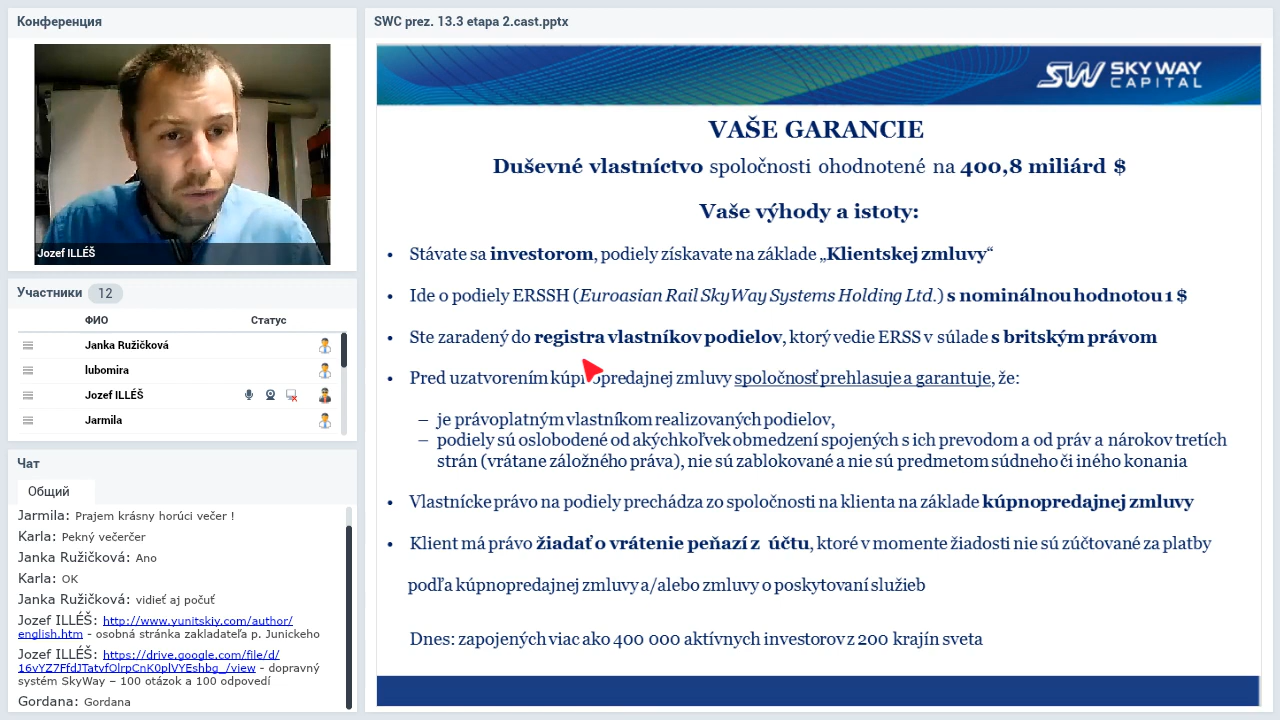 Конференция
Jozef ILLÉŠ
Участники 12
ФИО Статус
Janka Ružičková
lubomira
Jozef ILLÉŠ
Jarmila
Чат
Общий
Jarmila: Prajem krásny horúci večer !
Karla: Pekný večerčer
Janka Ružičková: Ano
Karla: OK
Janka Ružičková: vidieť aj počuť
Jozef ILLÉŠ: http://www.yunitskiy.com/author/
english.htm - osobná stránka zakladateľa p. Junickeho
Jozef ILLÉŠ: https://drive.google.com/file/d/
16vYZ7FfdJTatvfOlrpCnK0plVYEshbg_/view - dopravný
systém SkyWay – 100 otázok a 100 odpovedí
Gordana: Gordana
SWC prez. 13.3 etapa 2.cast.pptx
SW SKY WAY
CAPITAL
VAŠE GARANCIE
Duševné vlastníctvo spoločnosti ohodnotené na 400,8 miliárd $
Vaše výhody a istoty:
• Stávate sa investorom, podiely získavate na základe „Klientskej zmluvy“
• Ide o podiely ERSSH (Euroasian Rail SkyWay Systems Holding Ltd.) s nominálnou hodnotou 1 $
• Ste zaradený do registra vlastníkov podielov, ktorý vedie ERSS v súlade s britským právom
• Pred uzatvorením kúpnopredajnej zmluvy spoločnosť prehlasuje a garantuje, že:
– je právoplatným vlastníkom realizovaných podielov,
– podiely sú oslobodené od akýchkoľvek obmedzení spojených s ich prevodom a od práv a nárokov tretích
strán (vrátane záložného práva), nie sú zablokované a nie sú predmetom súdneho či iného konania
• Vlastnícke právo na podiely prechádza zo spoločnosti na klienta na základe kúpnopredajnej zmluvy
• Klient má právo žiadať o vrátenie peňazí z účtu, ktoré v momente žiadosti nie sú zúčtované za platby
podľa kúpnopredajnej zmluvy a/alebo zmluvy o poskytovaní služieb
Dnes: zapojených viac ako 400 000 aktívnych investorov z 200 krajín sveta